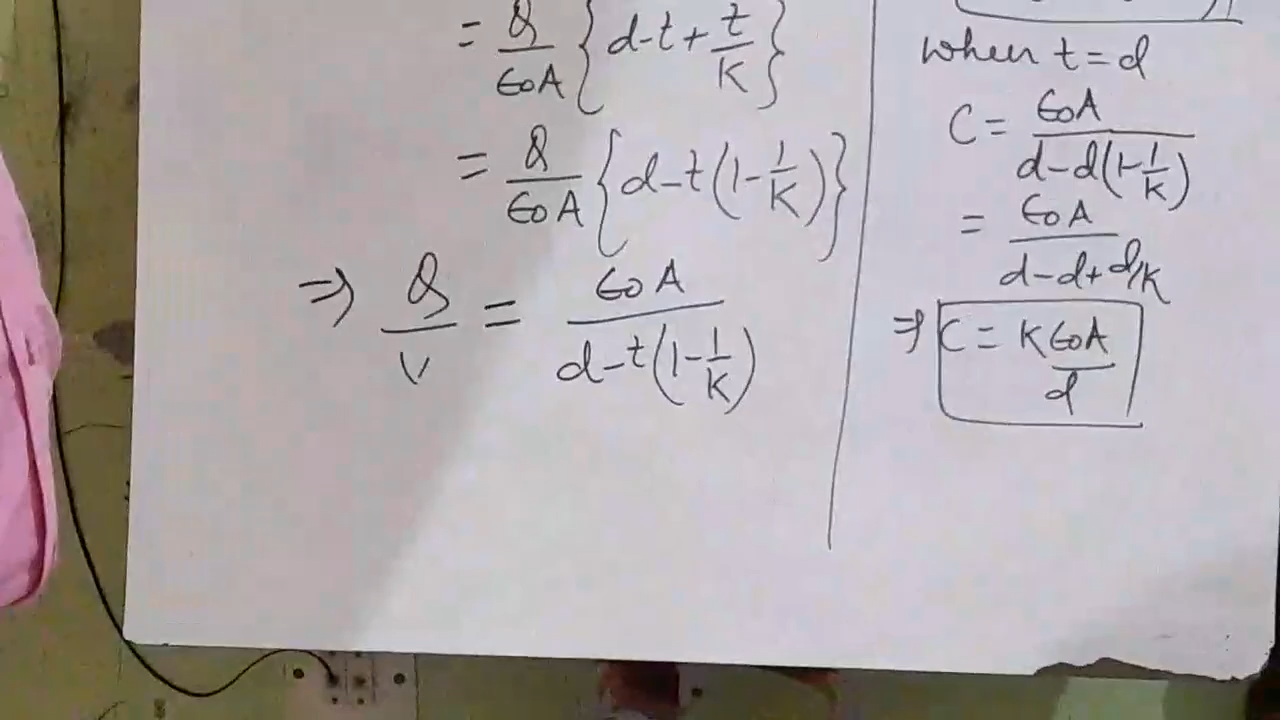 = Q/ε0A {d-t+t/K}
= Q/ε0A {d-t(1-1/K)}
⇒ Q/V = ε0A/d-t(1-1/K)
when t=d
C = ε0A/d-d(1-1/K)
= ε0A/d-d+d/K
⇒ C = Kε0A/d